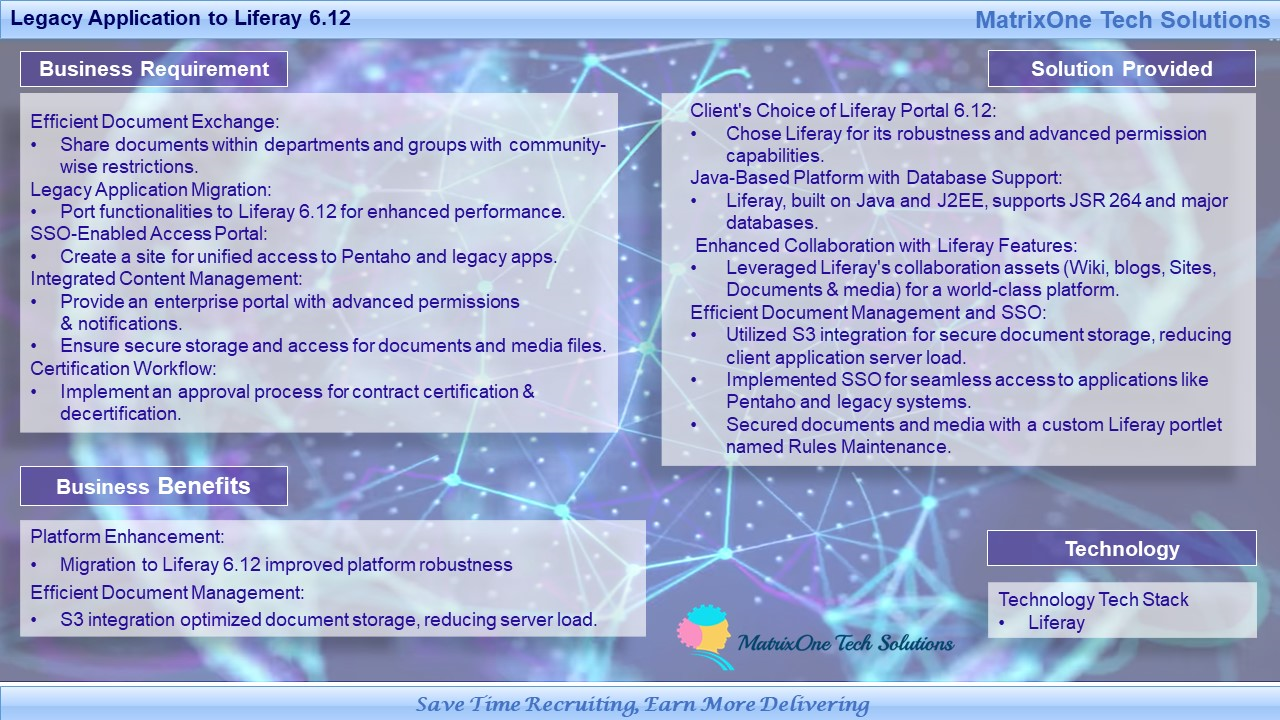 Legacy Application to Liferay 6.12
MatrixOne Tech Solutions
Business Requirement
Efficient Document Exchange:
• Share documents within departments and groups with community-
wise restrictions.
Legacy Application Migration:
• Port functionalities to Liferay 6.12 for enhanced performance.
SSO-Enabled Access Portal:
• Create a site for unified access to Pentaho and legacy apps.
Integrated Content Management:
• Provide an enterprise portal with advanced permissions
& notifications.
• Ensure secure storage and access for documents and media files.
Certification Workflow:
• Implement an approval process for contract certification &
decertification.
Solution Provided
Client's Choice of Liferay Portal 6.12:
• Chose Liferay for its robustness and advanced permission
capabilities.
Java-Based Platform with Database Support:
• Liferay, built on Java and J2EE, supports JSR 264 and major
databases.
Enhanced Collaboration with Liferay Features:
• Leveraged Liferay's collaboration assets (Wiki, blogs, Sites,
Documents & media) for a world-class platform.
Efficient Document Management and SSO:
• Utilized S3 integration for secure document storage, reducing
client application server load.
• Implemented SSO for seamless access to applications like
Pentaho and legacy systems.
• Secured documents and media with a custom Liferay portlet
named Rules Maintenance.
Business Benefits
Platform Enhancement:
• Migration to Liferay 6.12 improved platform robustness
Efficient Document Management:
• S3 integration optimized document storage, reducing server load.
Technology
Technology Tech Stack
• Liferay
MatrixOne Tech Solutions
Save Time Recruiting, Earn More Delivering